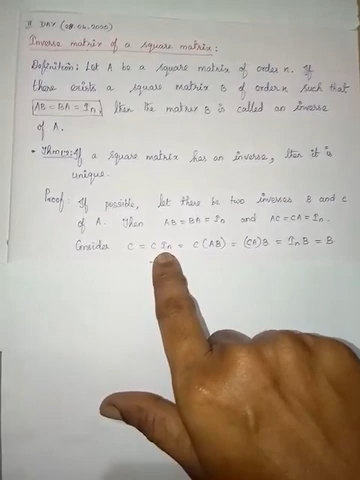 II DAY (28.04.2020)
Inverse matrix of a square matrix:
Definition: Let A be a square matrix of order n. If
there exists a square matrix B of order n such that
AB = BA = In, then the matrix B is called an inverse
of A.
• Thm 1: If a square matrix has an inverse, then it is
unique.
Proof If possible, let there be two inverses B and C
of A. Then AB = BA = In and AC = CA = In.
Consider C = C In = C (AB) = (CA)B = In B = B